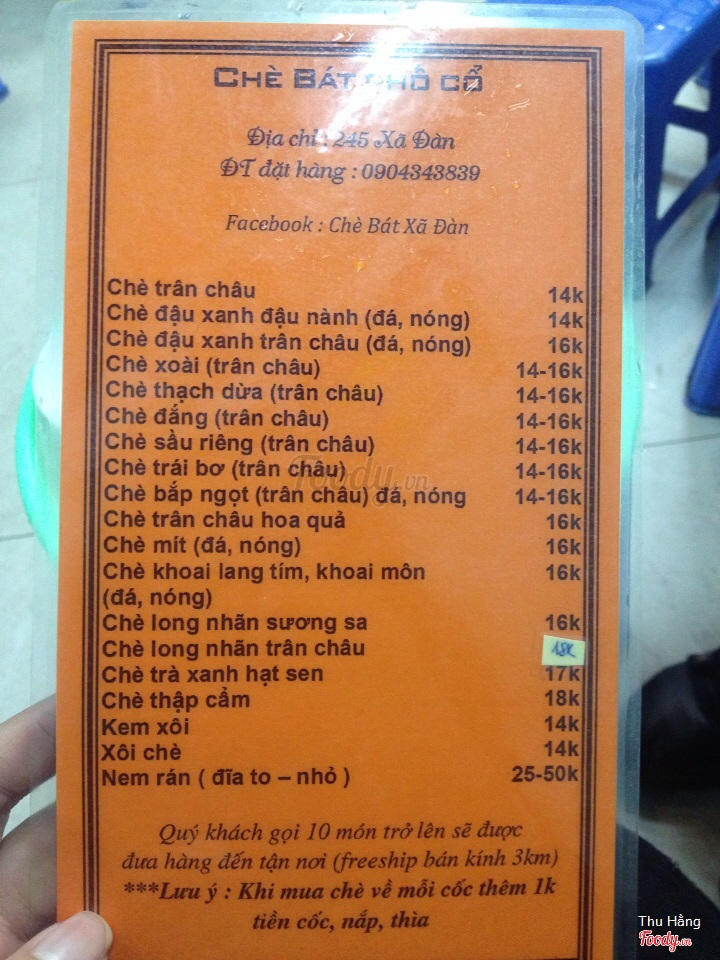 CHÈ BÁT PHỐ CỔ
Địa chỉ : 245 Xã Đàn
ĐT đặt hàng : 0904343839
Facebook : Chè Bát Xã Đàn
Chè trân châu 14k
Chè đậu xanh đậu nành (đá, nóng) 14k
Chè đậu xanh trân châu (đá, nóng) 16k
Chè xoài (trân châu) 14-16k
Chè thạch dừa (trân châu) 14-16k
Chè đắng (trân châu) 14-16k
Chè sầu riêng (trân châu) 14-16k
Chè trái bơ (trân châu) 14-16k
Foody.vn
Chè bắp ngọt (trân châu) đá, nóng 14-16k
Chè trân châu hoa quả 16k
Chè mít (đá, nóng) 16k
Chè khoai lang tím, khoai môn 16k
(đá, nóng)
Chè long nhãn sương sa 16k
Chè long nhãn trân châu 18k
Chè trà xanh hạt sen 17k
Chè thập cẩm 18k
Kem xôi 14k
Xôi chè 14k
Nem rán ( đĩa to – nhỏ ) 25-50k
Quý khách gọi 10 món trở lên sẽ được
đưa hàng đến tận nơi (freeship bán kính 3km)
***Lưu ý : Khi mua chè về mỗi cốc thêm 1k
tiền cốc, nắp, thìa
Thu Hằng
Foody.vn